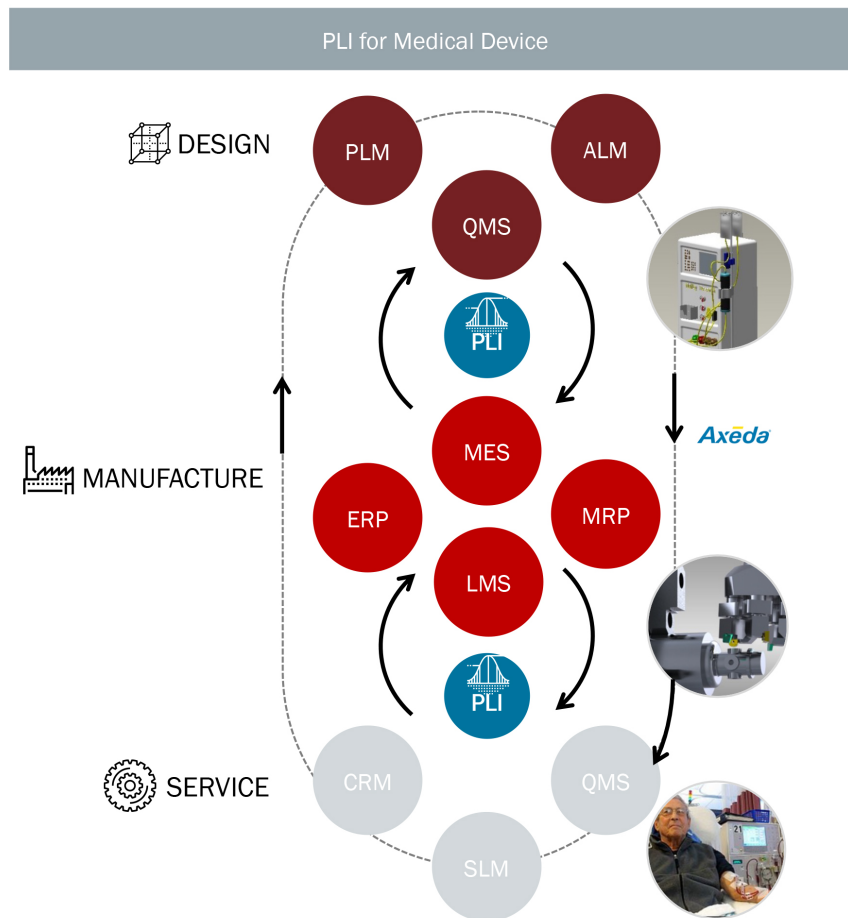 PLI for Medical Device
DESIGN
PLM
ALM
QMS
PLI
Axeda
MES
MANUFACTURE
ERP
MRP
LMS
PLI
SERVICE
CRM
QMS
SLM
21